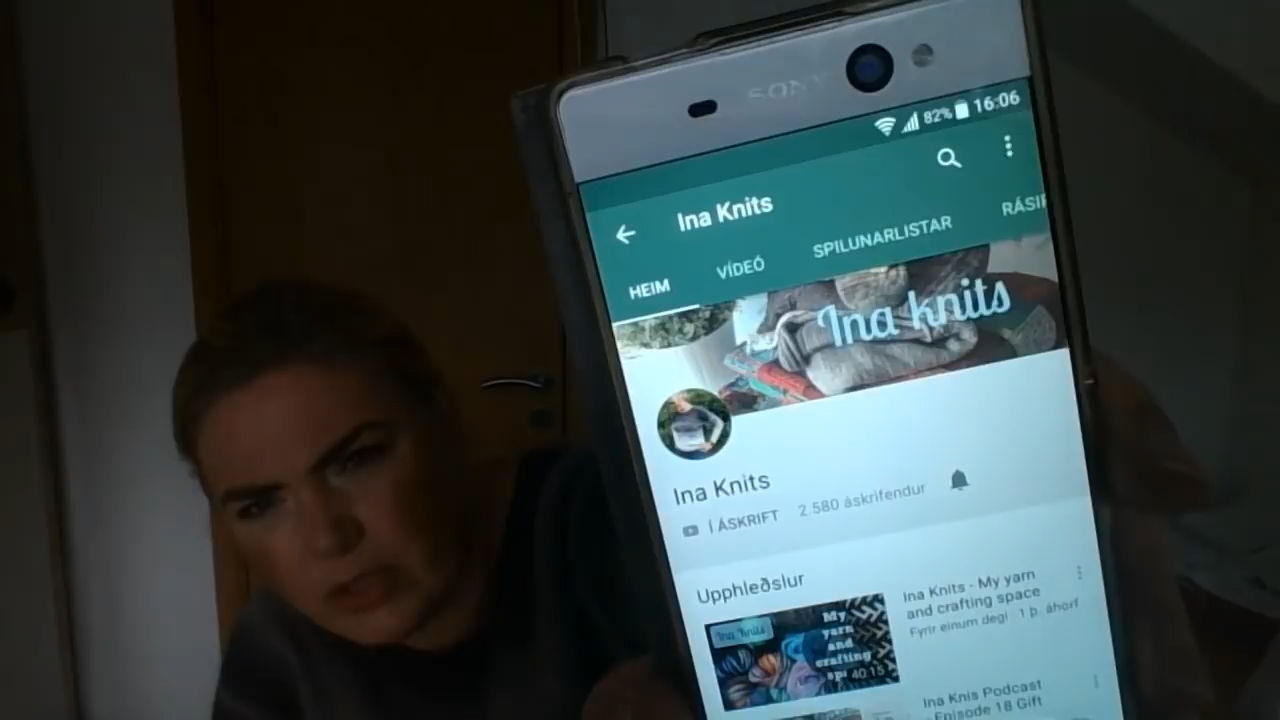 SONY
82% 16:06
Ina Knits
HEIM VÍDEÓ SPILUNARLISTAR
Ina knits
Ina Knits
Í ÁSKRIFT 2.580 áskrifendur
Upphleðslur
Ina Knits - My yarn
and crafting space
Fyrir einum degi · 1 þ. áhorf
Ina Knits
My
yarn
and
crafting
40:15
Ina Knis Podcast
Episode 18 Gift